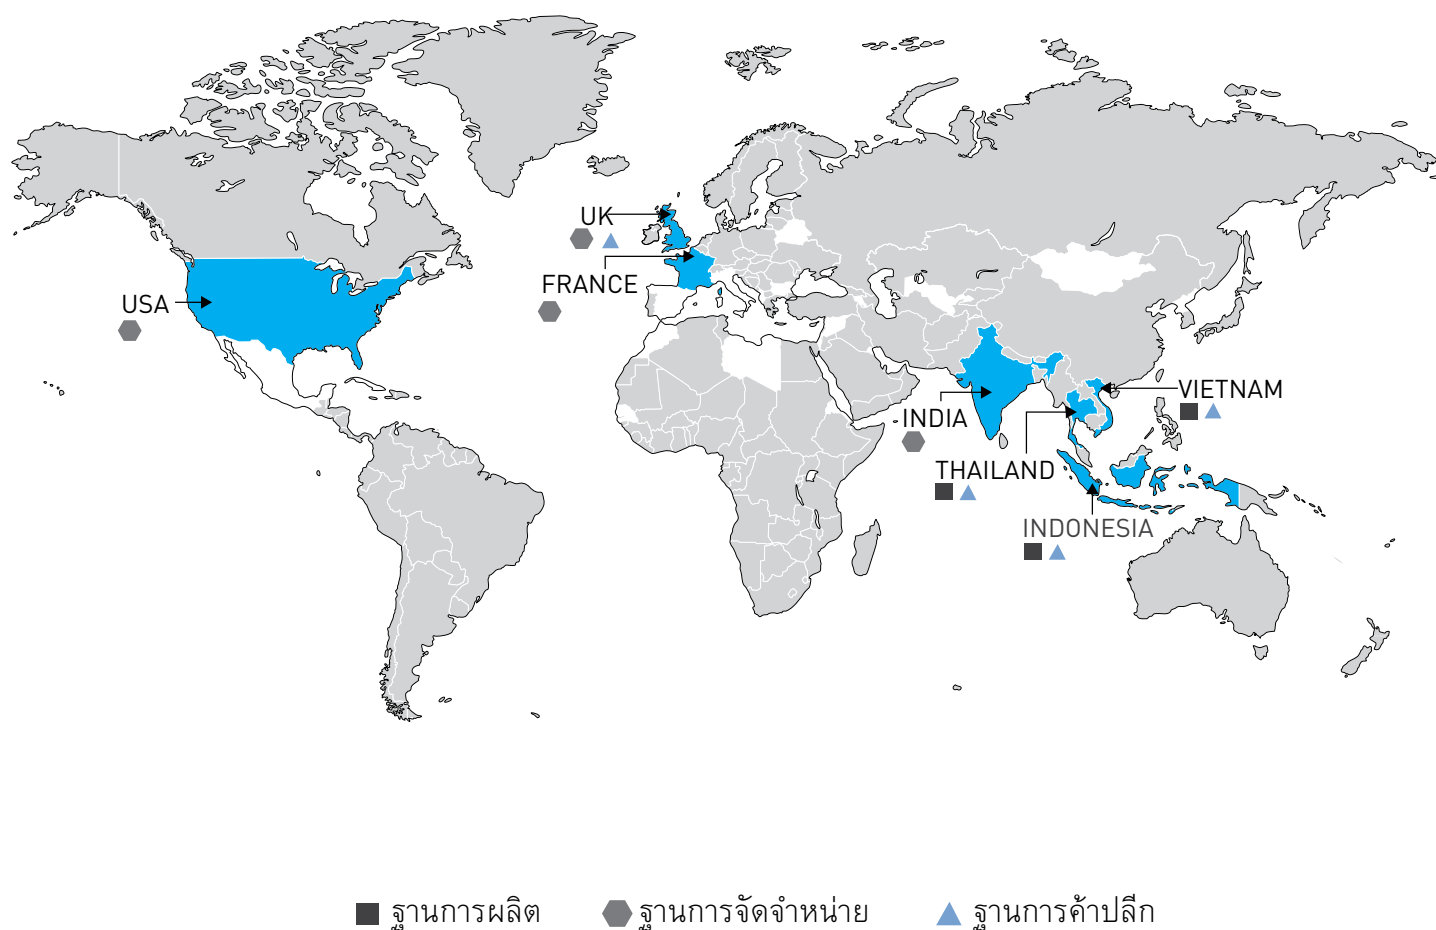 UK
FRANCE
USA
VIETNAM
INDIA
THAILAND
INDONESIA
ฐานการผลิต
ฐานการจัดจำหน่าย
ฐานการค้าปลีก